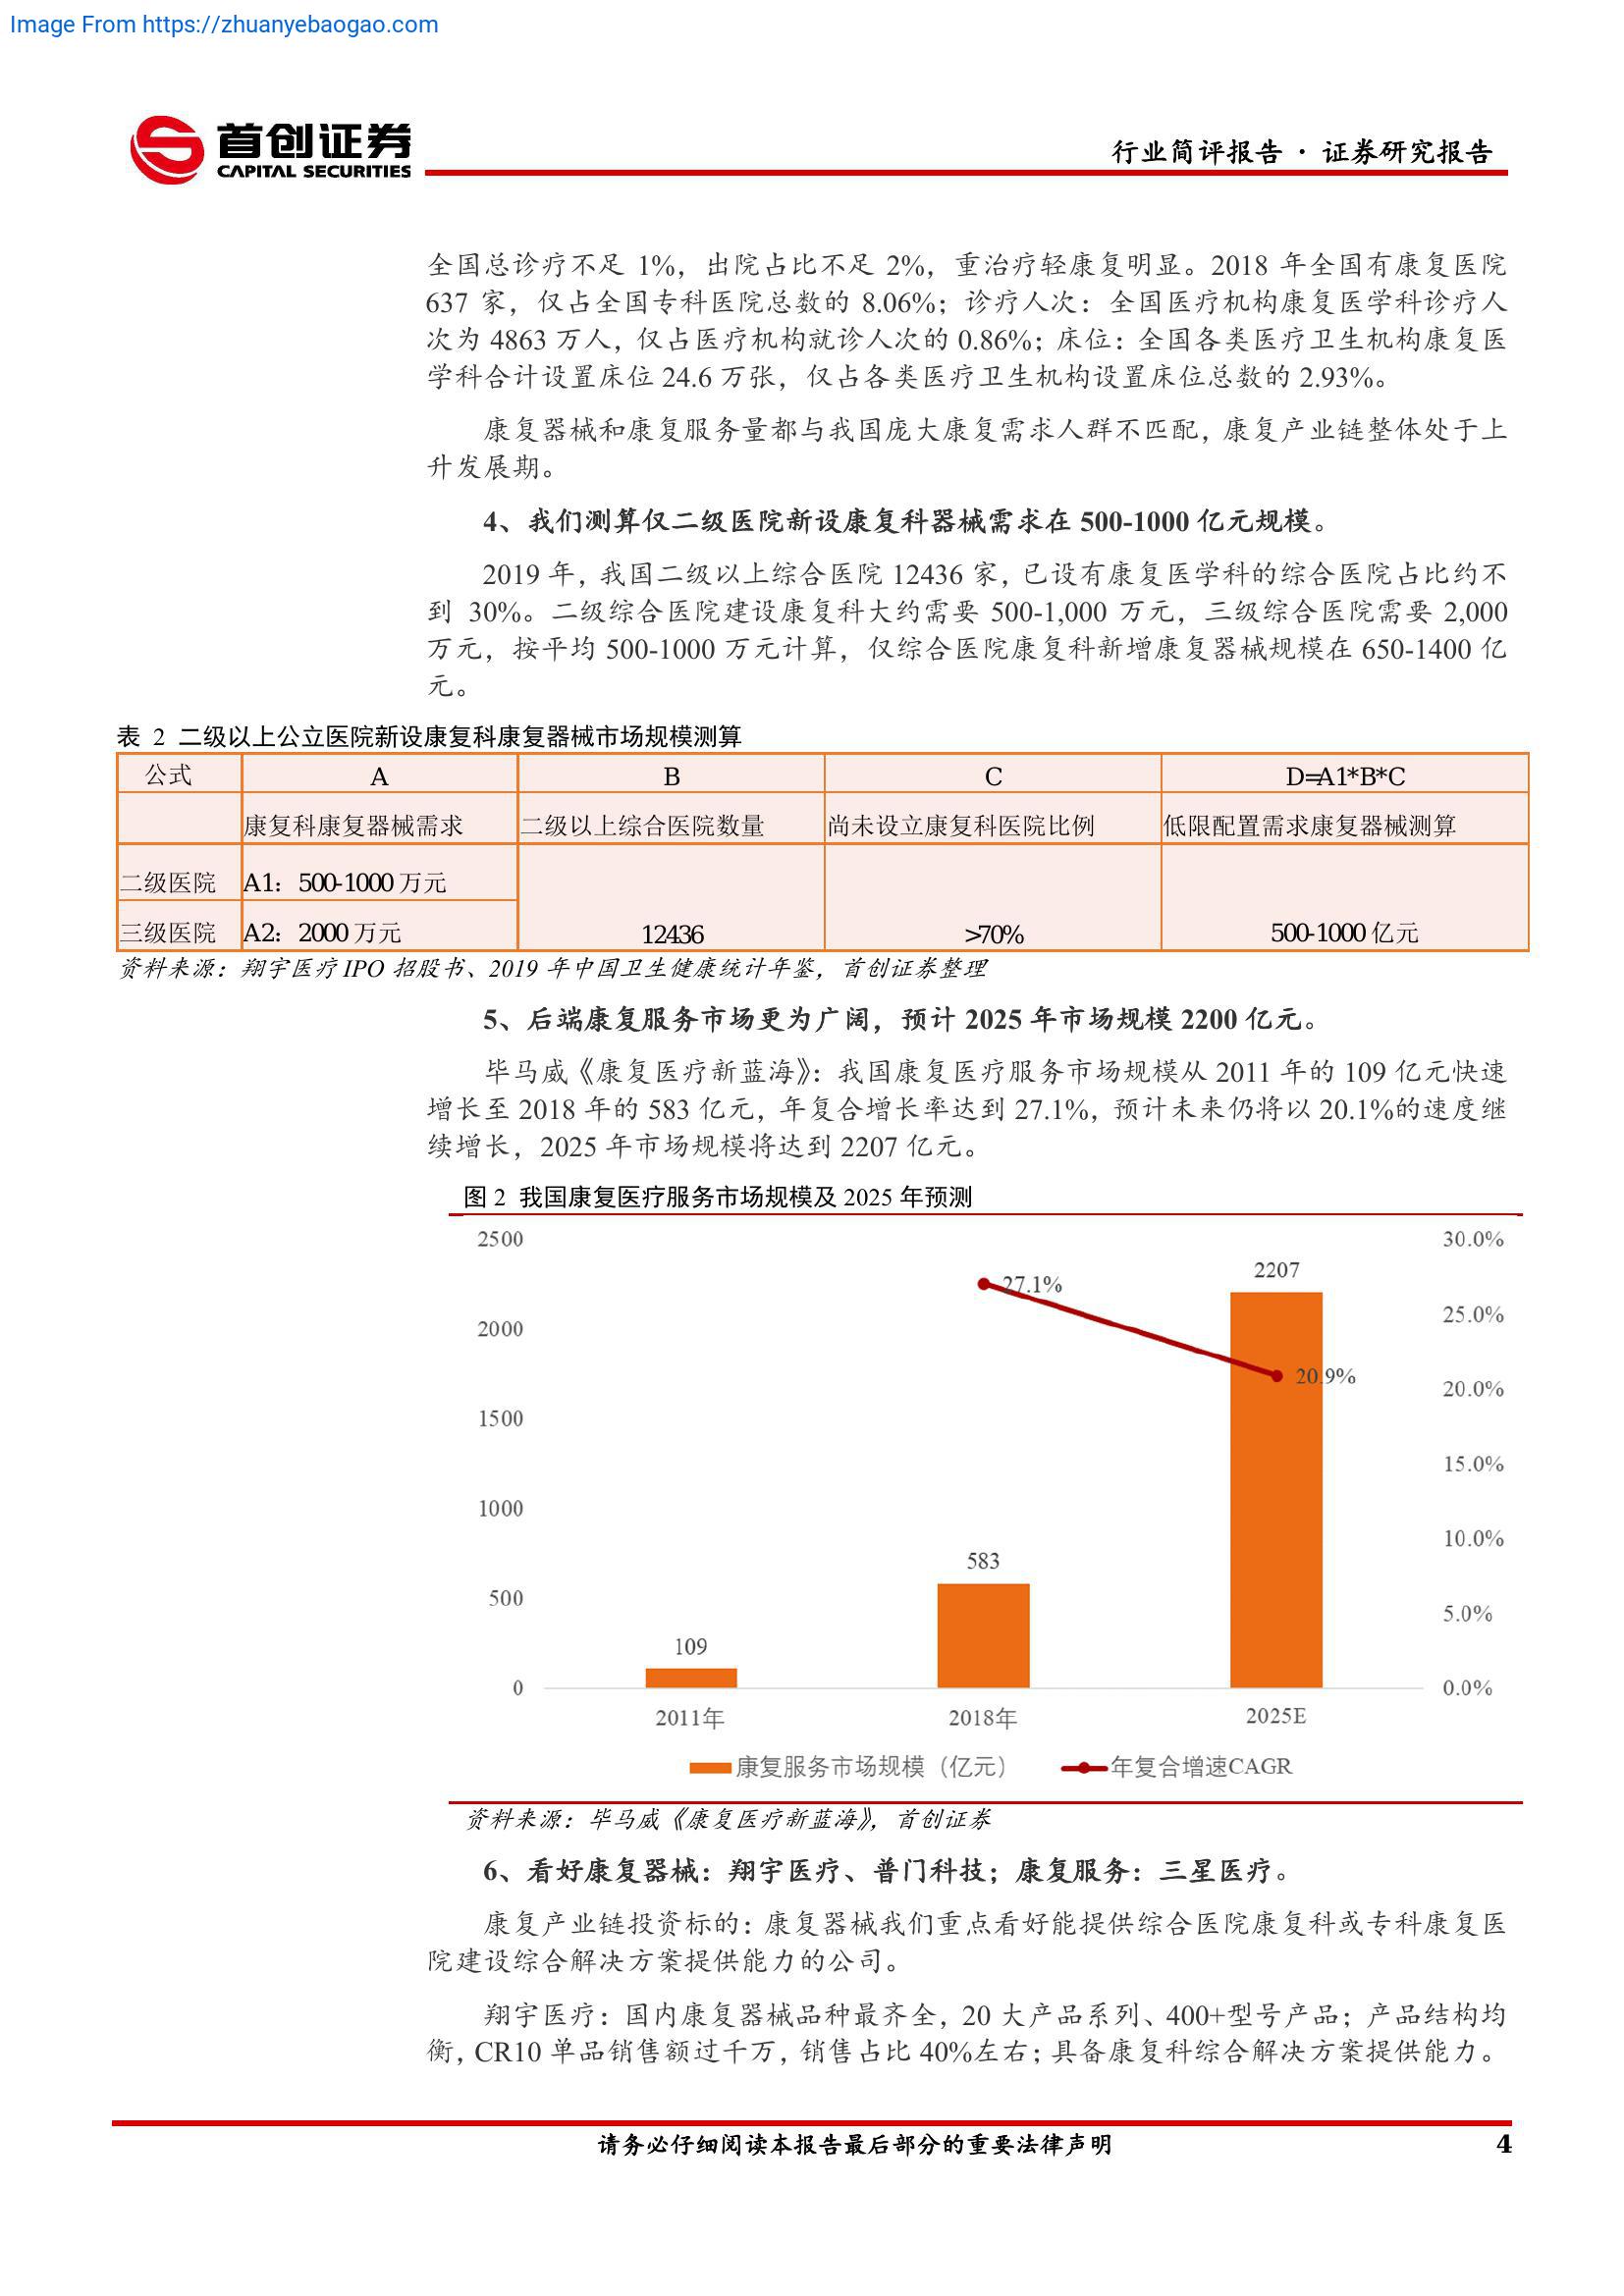 Image From https://zhuanyebaogao.com
首创证券
CAPITAL SECURITIES
行业简评报告 · 证券研究报告
全国总诊疗不足 1%，出院占比不足 2%，重治疗轻康复明显。2018 年全国有康复医院
637 家，仅占全国专科医院总数的 8.06%；诊疗人次：全国医疗机构康复医学科诊疗人
次为 4863 万人，仅占医疗机构就诊人次的 0.86%；床位：全国各类医疗卫生机构康复医
学科合计设置床位 24.6 万张，仅占各类医疗卫生机构设置床位总数的 2.93%。
康复器械和康复服务量都与我国庞大康复需求人群不匹配，康复产业链整体处于上
升发展期。
4、我们测算仅二级医院新设康复科器械需求在 500-1000 亿元规模。
2019 年，我国二级以上综合医院 12436 家，已设有康复医学科的综合医院占比约不
到 30%。二级综合医院建设康复科大约需要 500-1,000 万元，三级综合医院需要 2,000
万元，按平均 500-1000 万元计算，仅综合医院康复科新增康复器械规模在 650-1400 亿
元。
表 2 二级以上公立医院新设康复科康复器械市场规模测算
公式 A B C D=A1*B*C
康复科康复器械需求 二级以上综合医院数量 尚未设立康复科医院比例 低限配置需求康复器械测算
二级医院 A1：500-1000 万元
三级医院 A2：2000 万元 12436 >70% 500-1000 亿元
资料来源：翔宇医疗 IPO 招股书、2019 年中国卫生健康统计年鉴，首创证券整理
5、后端康复服务市场更为广阔，预计 2025 年市场规模 2200 亿元。
毕马威《康复医疗新蓝海》：我国康复医疗服务市场规模从 2011 年的 109 亿元快速
增长至 2018 年的 583 亿元，年复合增长率达到 27.1%，预计未来仍将以 20.1%的速度继
续增长，2025 年市场规模将达到 2207 亿元。
图 2 我国康复医疗服务市场规模及 2025 年预测
2500 30.0%
2207
27.1%
2000 25.0%
20.9%
1500 20.0%
15.0%
1000
10.0%
583
500
5.0%
109
0 0.0%
2011年 2018年 2025E
康复服务市场规模（亿元） 年复合增速CAGR
资料来源：毕马威《康复医疗新蓝海》，首创证券
6、看好康复器械：翔宇医疗、普门科技；康复服务：三星医疗。
康复产业链投资标的：康复器械我们重点看好能提供综合医院康复科或专科康复医
院建设综合解决方案提供能力的公司。
翔宇医疗：国内康复器械品种最齐全，20 大产品系列、400+型号产品；产品结构均
衡，CR10 单品销售额过千万，销售占比 40%左右；具备康复科综合解决方案提供能力。
请务必仔细阅读本报告最后部分的重要法律声明 4